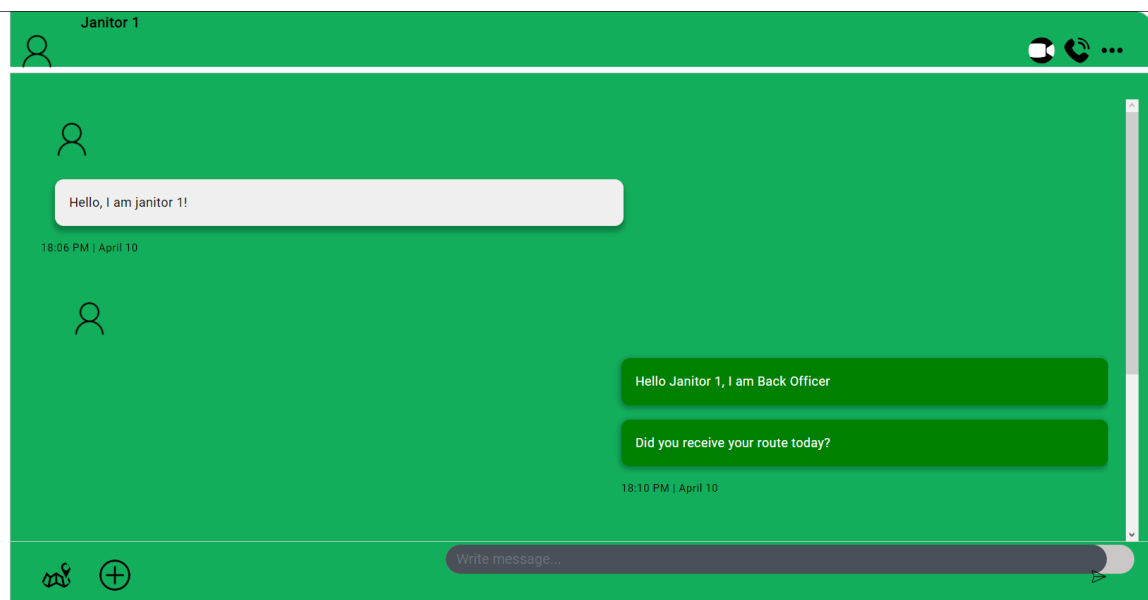 Janitor 1
Hello, I am janitor 1!
18:06 PM | April 10
Hello Janitor 1, I am Back Officer
Did you receive your route today?
18:10 PM | April 10
Write message...